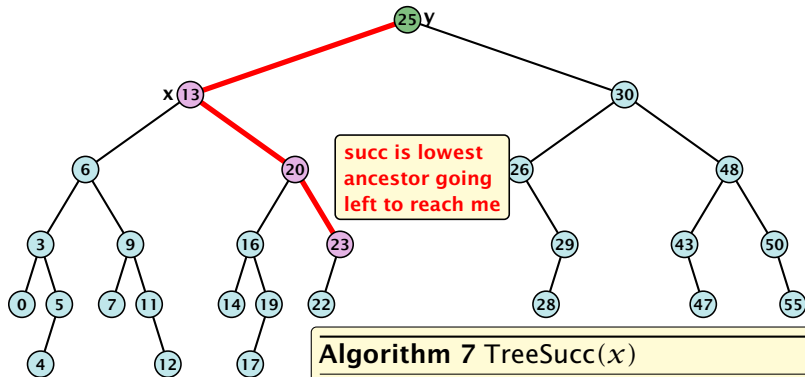 25 y
x 13 30
6 20 26 48
succ is lowest
ancestor going
left to reach me
3 9 16 23 29 43 50
0 5 7 11 14 19 22 28 47 55
4 12 17
Algorithm 7 TreeSucc(x)